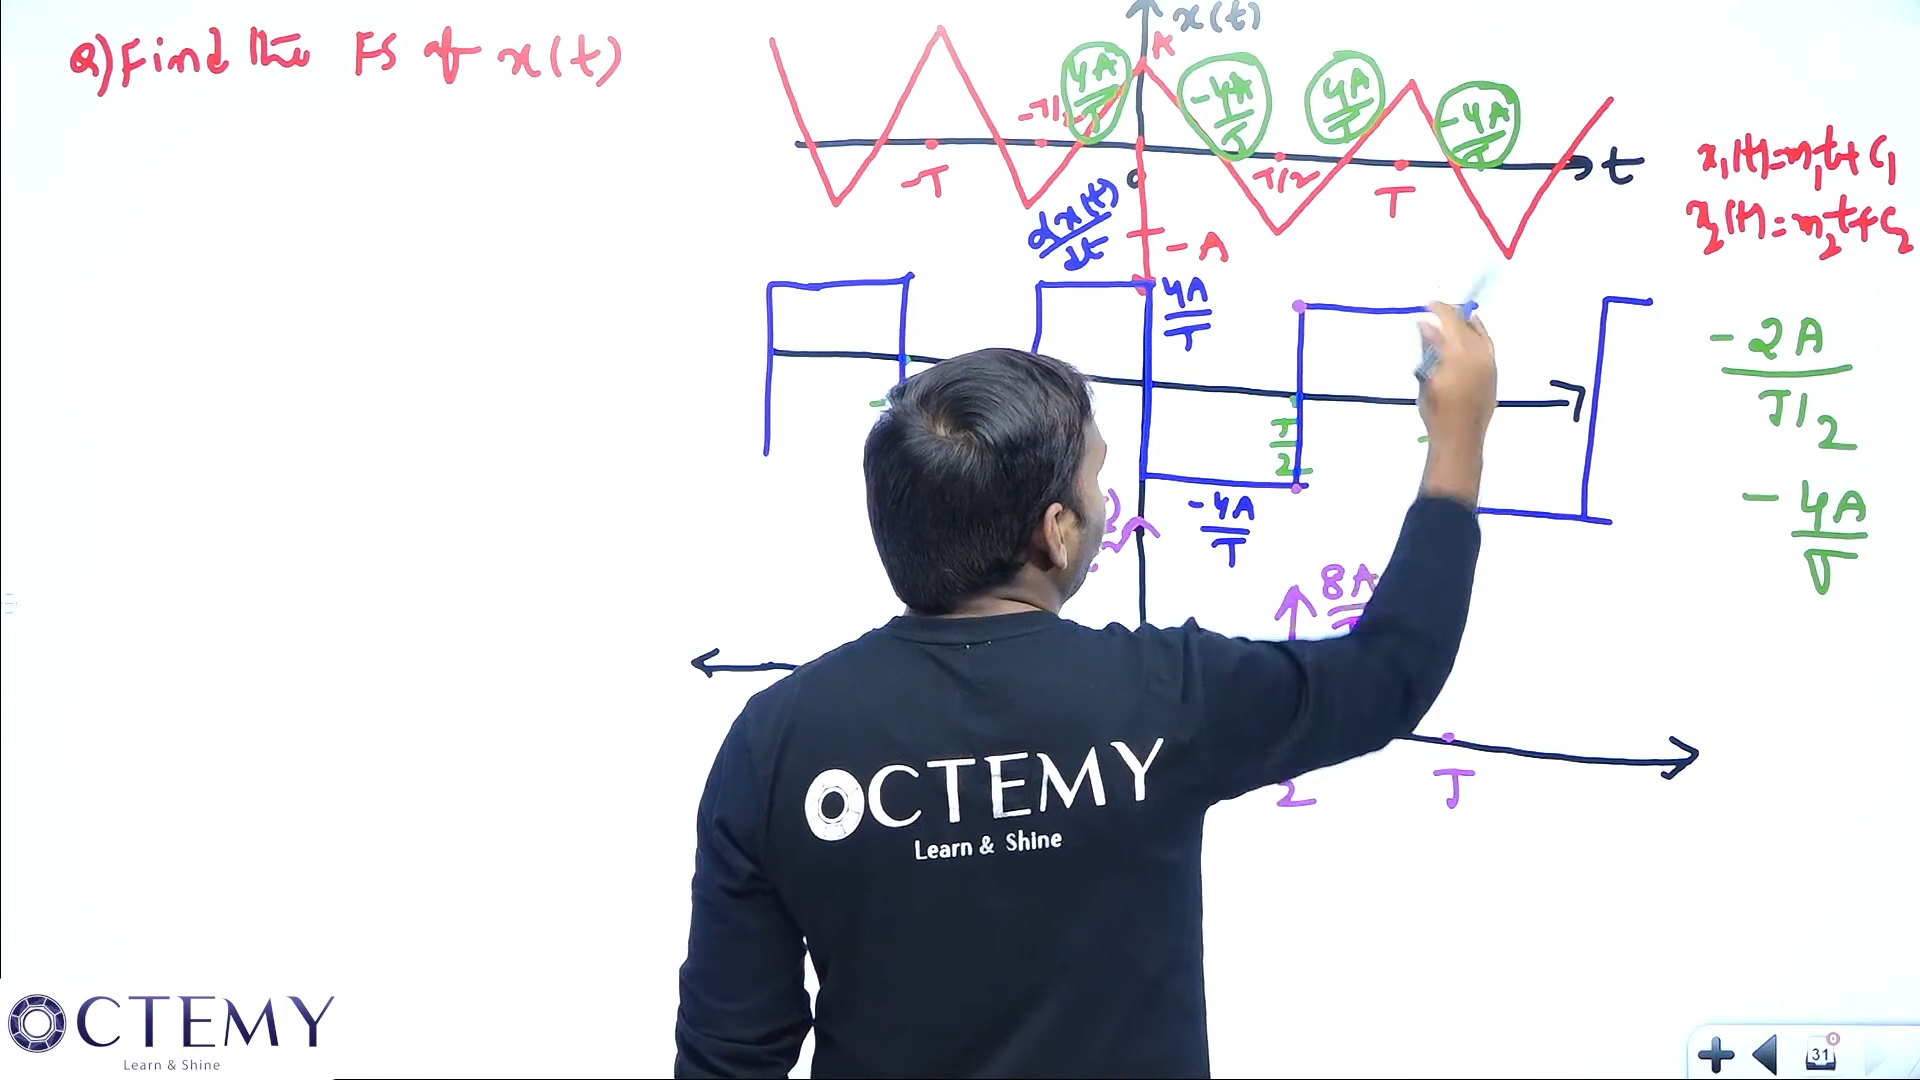 Q) Find the FS of x(t)
x(t)
A
4A/T
-4A/T
4A/T
-4A/T
-T
0
T/2
T
t
-A
x₁(t)=m₁t+C₁
x₂(t)=m₂t+C₂
dx(t)/dt
4A/T
T/2
-4A/T
-2A
T/2
-4A
T
8A
2
T
OCTEMY
Learn & Shine
OCTEMY
Learn & Shine
31
0